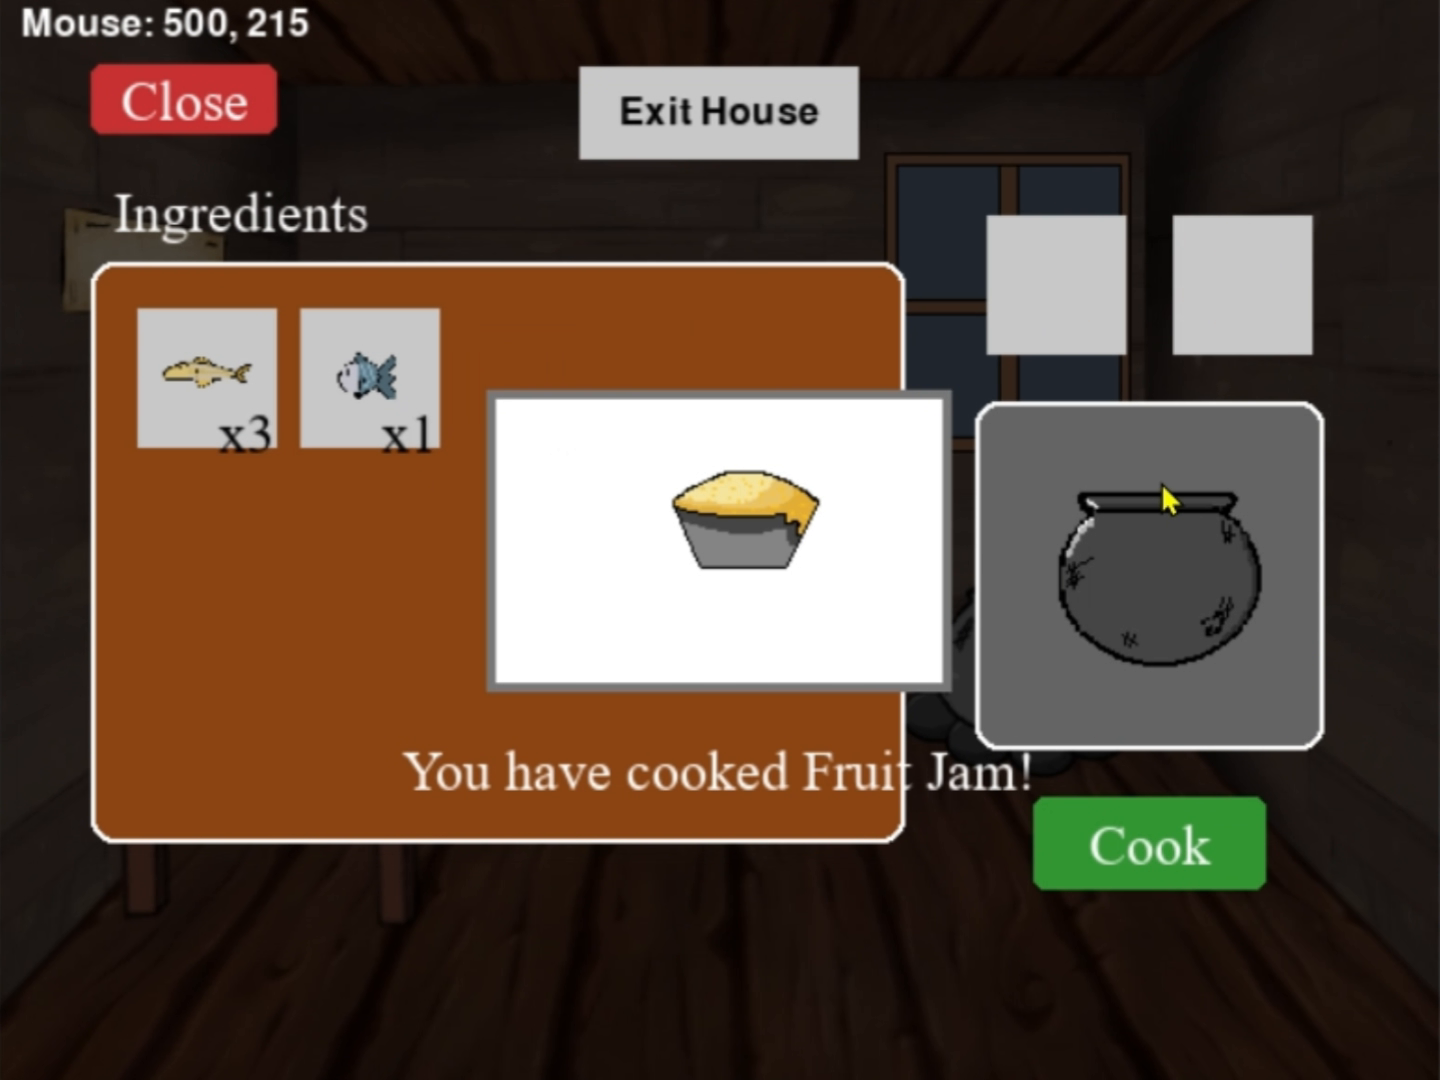 Mouse: 500, 215
Close
Exit House
Ingredients
x3
x1
You have cooked Fruit Jam!
Cook